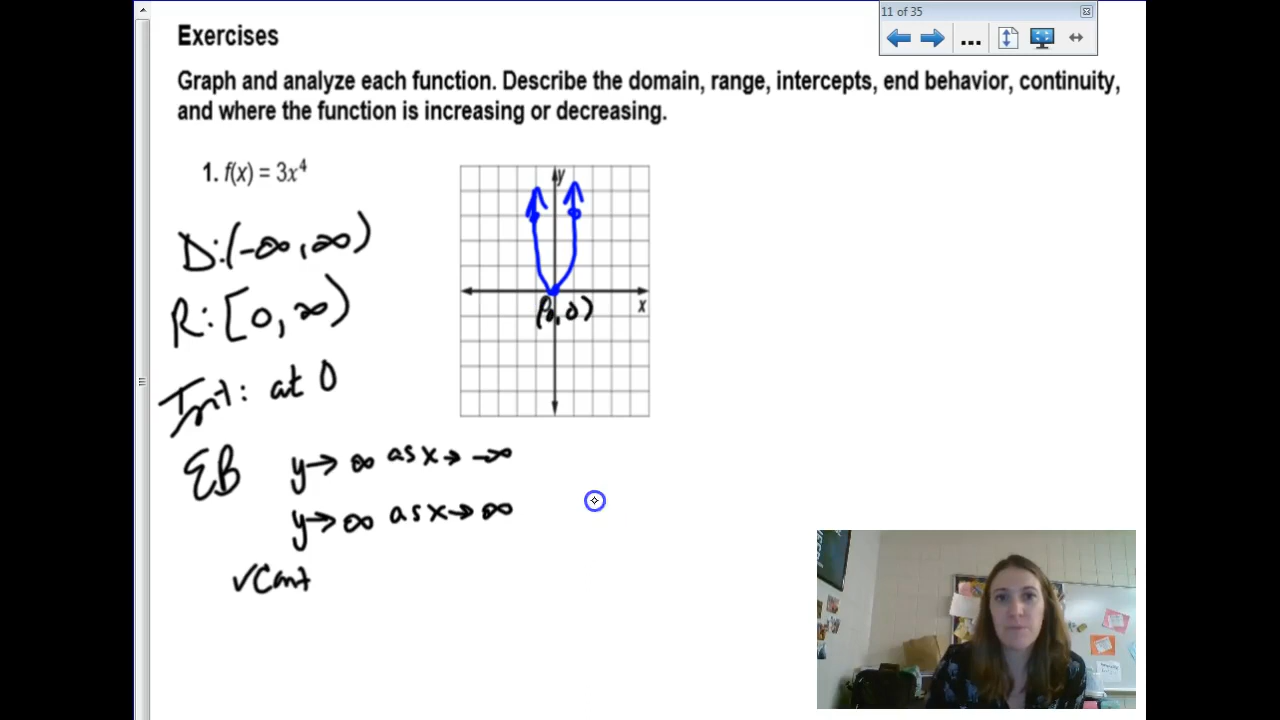 11 of 35
Exercises
Graph and analyze each function. Describe the domain, range, intercepts, end behavior, continuity,
and where the function is increasing or decreasing.
1. f(x) = 3x⁴
y
D:(-∞,∞)
R:[0,∞)
(0,0)
x
Int: at 0
EB y→∞ as x→-∞
y→∞ as x→∞
✓Cont